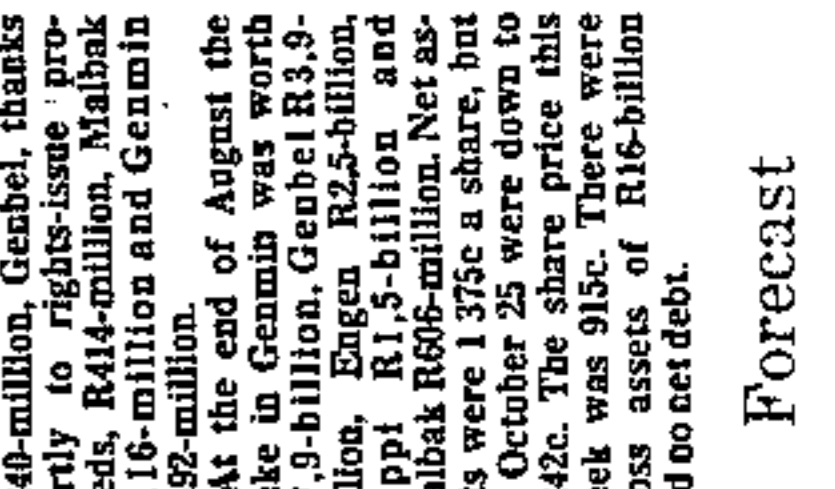 40-million, Genbel, thanks
rtly to rights-issue pro-
eds, R414-million, Malbak
16-million and Genmin
92-million.
At the end of August the
ke in Genmin was worth
,9-billion, Genbel R3,9-
lion, Engen R2,5-billion,
ppi R1,5-billion and
albak R606-million. Net as-
s were 1 375c a share, but
October 25 were down to
42c. The share price this
ek was 915c. There were
oss assets of R16-billion
d no net debt.
Forecast